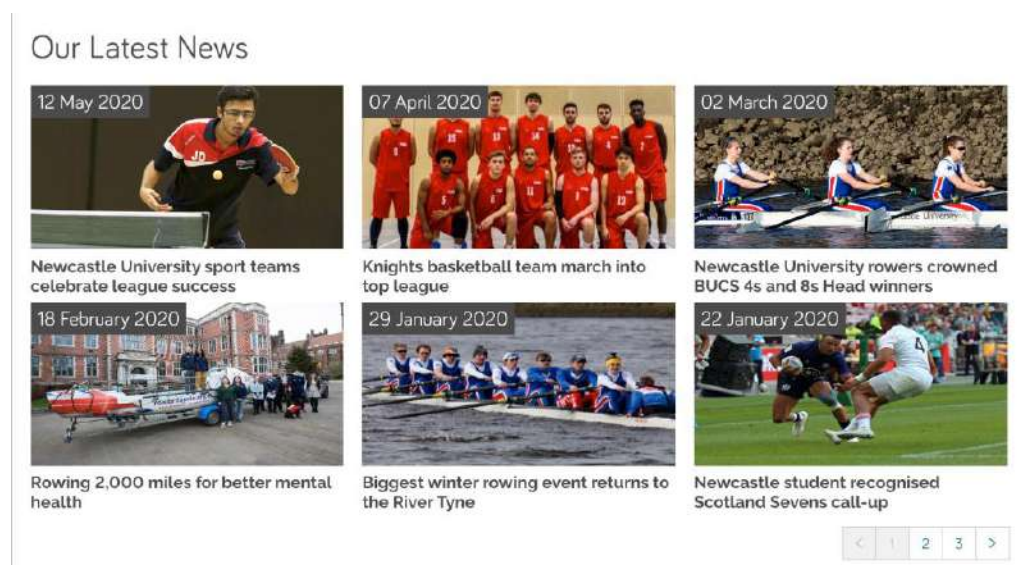 Our Latest News
12 May 2020
07 April 2020
02 March 2020
JD
Newcastle University sport teams
celebrate league success
Knights basketball team march into
top league
Newcastle University rowers crowned
BUCS 4s and 8s Head winners
18 February 2020
29 January 2020
22 January 2020
4
Rowing 2,000 miles for better mental
health
Biggest winter rowing event returns to
the River Tyne
Newcastle student recognised
Scotland Sevens call-up
< 1 2 3 >